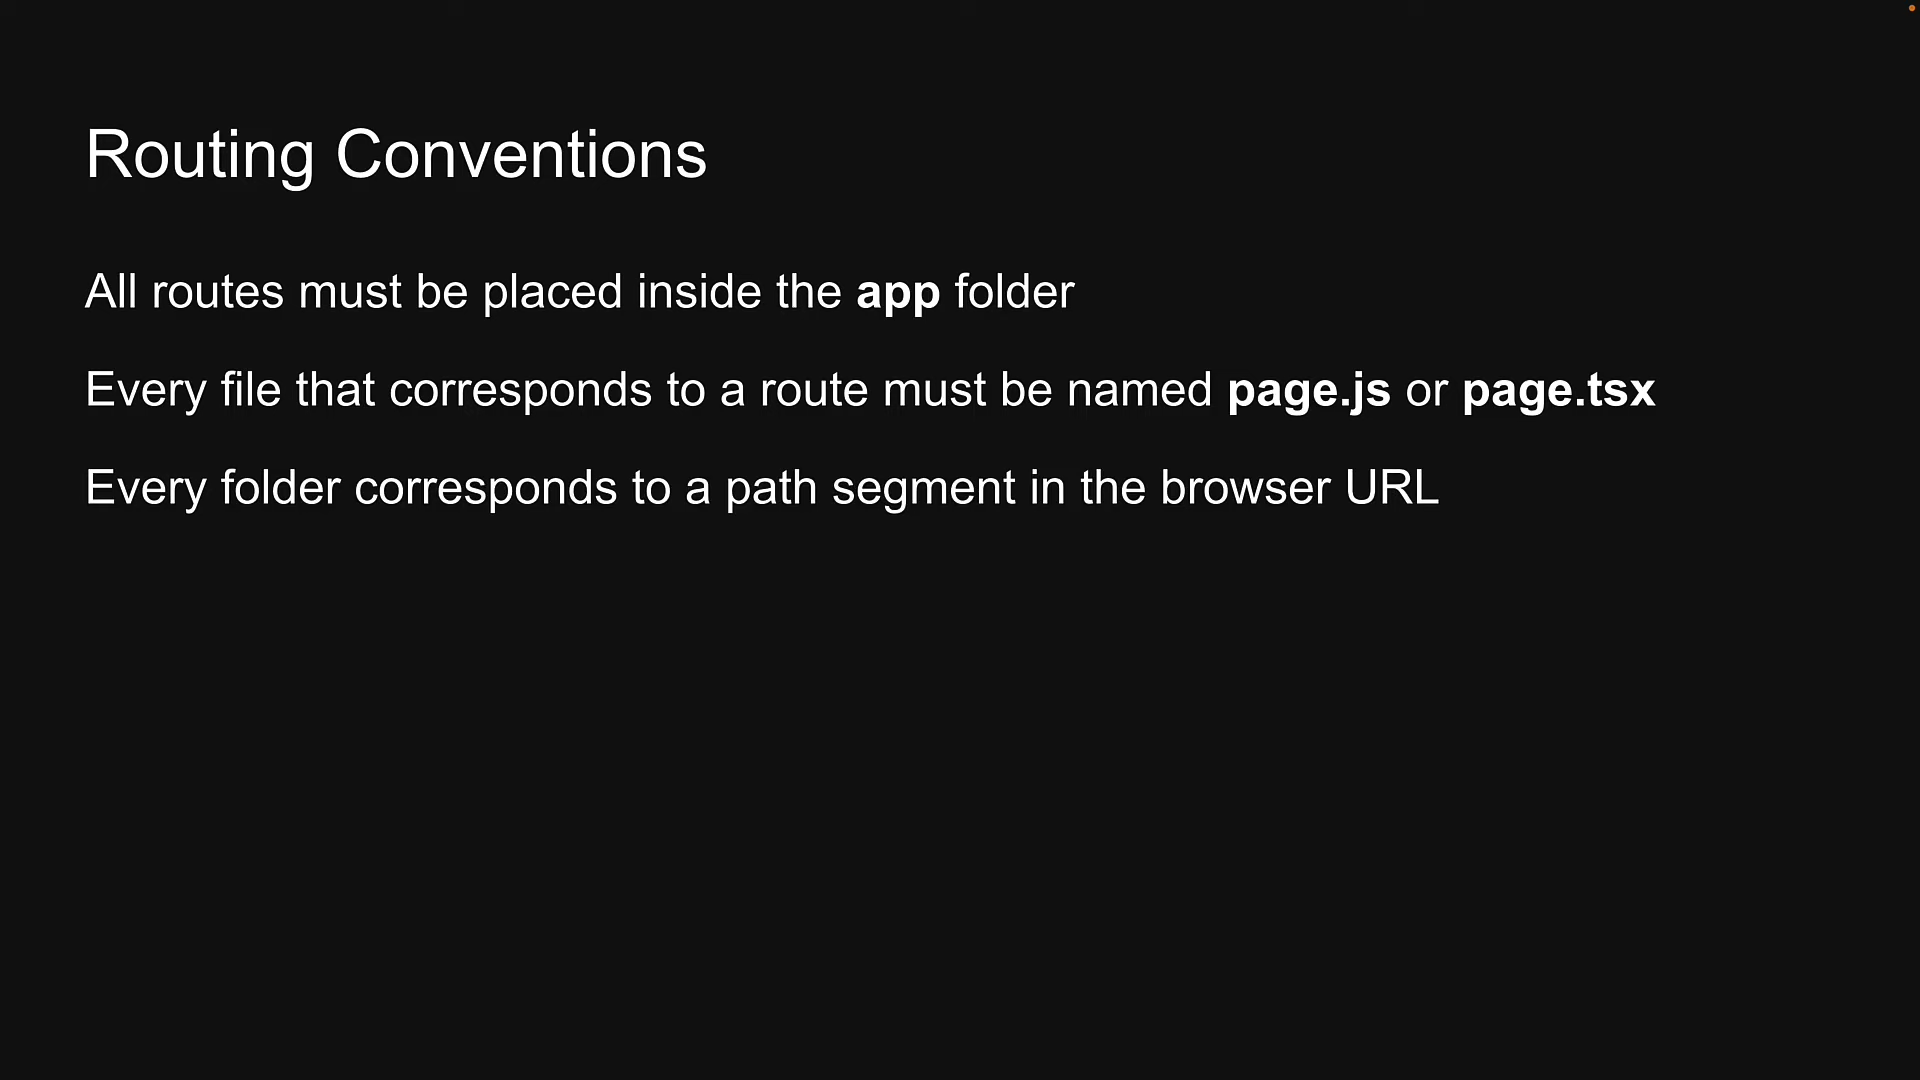 Routing Conventions
All routes must be placed inside the app folder
Every file that corresponds to a route must be named page.js or page.tsx
Every folder corresponds to a path segment in the browser URL